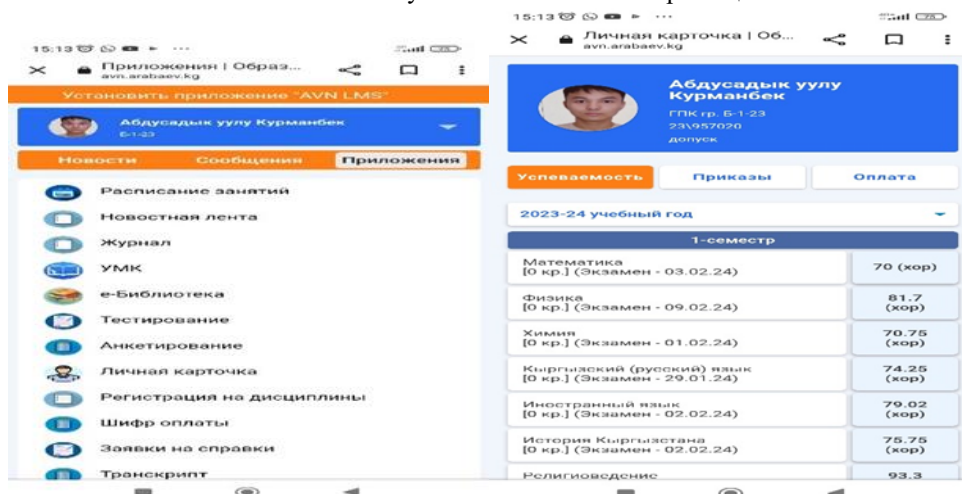 15:13
Приложения | Образ...
avn.arabaev.kg
Установить приложение "AVN LMS"
Абдусадык уулу Курманбек
Б-1-23
Новости Сообщения Приложения
Расписание занятий
Новостная лента
Журнал
УМК
е-Библиотека
Тестирование
Анкетирование
Личная карточка
Регистрация на дисциплины
Шифр оплаты
Заявки на справки
Транскрипт
15:13
Личная карточка | Об...
avn.arabaev.kg
Абдусадык уулу
Курманбек
ГПК гр. Б-1-23
23\957020
допуск
Успеваемость Приказы Оплата
2023-24 учебный год
1-семестр
Математика
[0 кр.] (Экзамен - 03.02.24)
70 (хор)
Физика
[0 кр.] (Экзамен - 09.02.24)
81.7
(хор)
Химия
[0 кр.] (Экзамен - 01.02.24)
70.75
(хор)
Кыргызский (русский) язык
[0 кр.] (Экзамен - 29.01.24)
74.25
(хор)
Иностранный язык
[0 кр.] (Экзамен - 02.02.24)
79.02
(хор)
История Кыргызстана
[0 кр.] (Экзамен - 02.02.24)
75.75
(хор)
Религиоведение
93.3